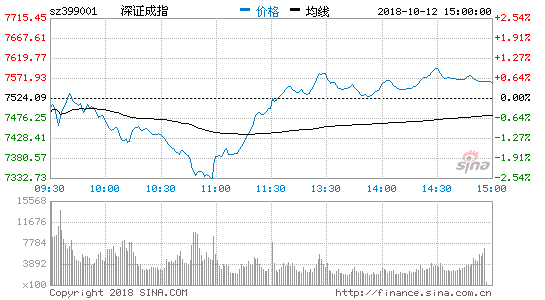 sz399001 深证成指 价格 均线 2018-10-12 15:00:00
7715.45 2.54%
7667.61 2.17%
7619.77 1.27%
7571.93 0.64%
7524.09 0.00%
7476.25 0.64%
7428.41 1.27%
7380.57 1.91%
7332.73 2.54%
09:30 10:00 10:30 11:00 11:30 13:30 14:00 14:30 15:00
sina
15568
11676
7784
3892
x100
Copyright 2018 SINA.COM http://finance.sina.com.cn